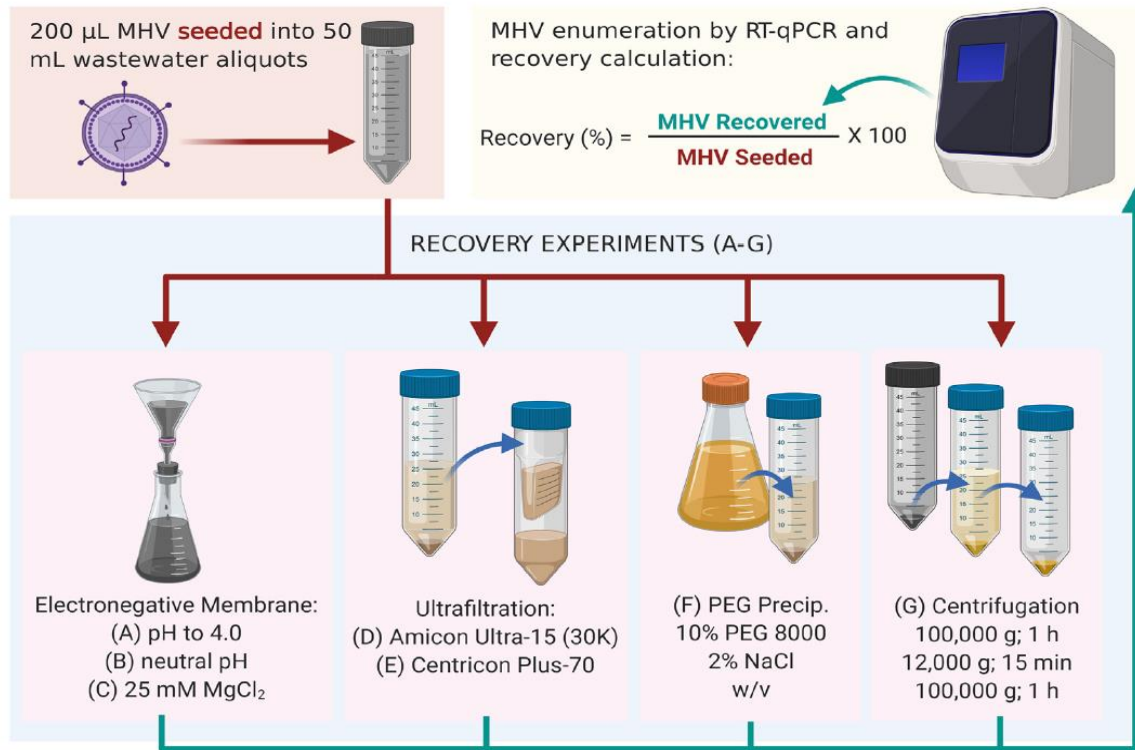 200 µL MHV seeded into 50
mL wastewater aliquots
MHV enumeration by RT-qPCR and
recovery calculation:
Recovery (%) = MHV Recovered / MHV Seeded X 100
RECOVERY EXPERIMENTS (A-G)
Electronegative Membrane:
(A) pH to 4.0
(B) neutral pH
(C) 25 mM MgCl₂
Ultrafiltration:
(D) Amicon Ultra-15 (30K)
(E) Centricon Plus-70
(F) PEG Precip.
10% PEG 8000
2% NaCl
w/v
(G) Centrifugation
100,000 g; 1 h
12,000 g; 15 min
100,000 g; 1 h